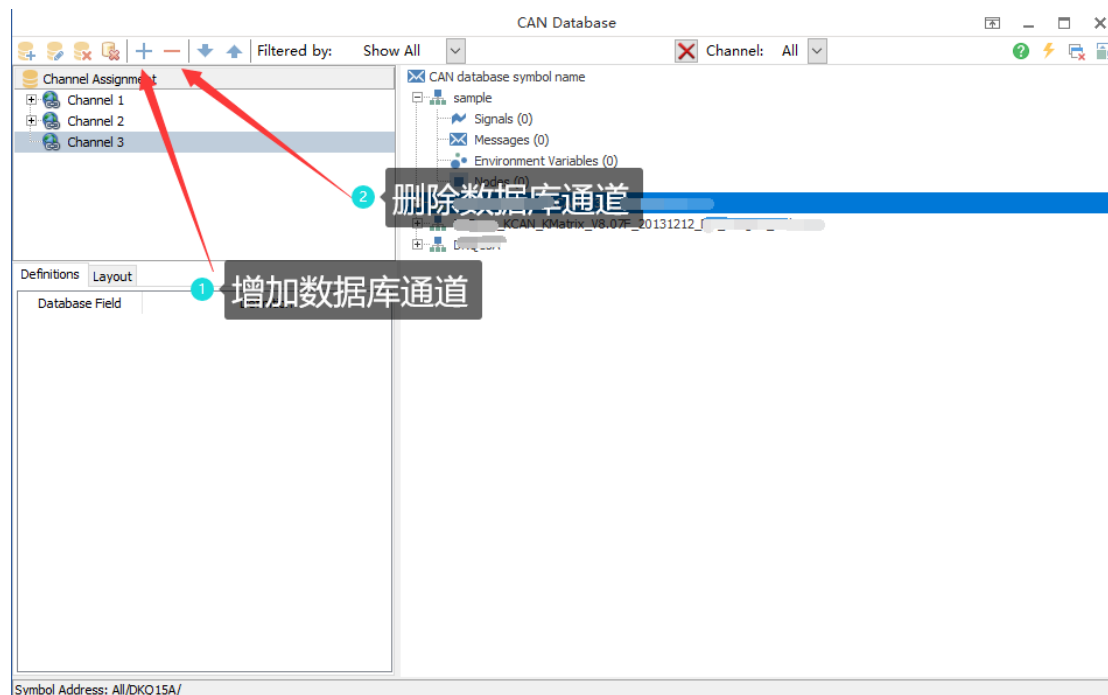 CAN Database
Filtered by: Show All Channel: All
Channel Assignment
Channel 1
Channel 2
Channel 3
CAN database symbol name
sample
Signals (0)
Messages (0)
Environment Variables (0)
Nodes (0)
2 删除数据库通道
_KCAN_KMatrix_V8.07F_20131212_
1 增加数据库通道
Definitions Layout
Database Field
Symbol Address: All/DKQ15A/